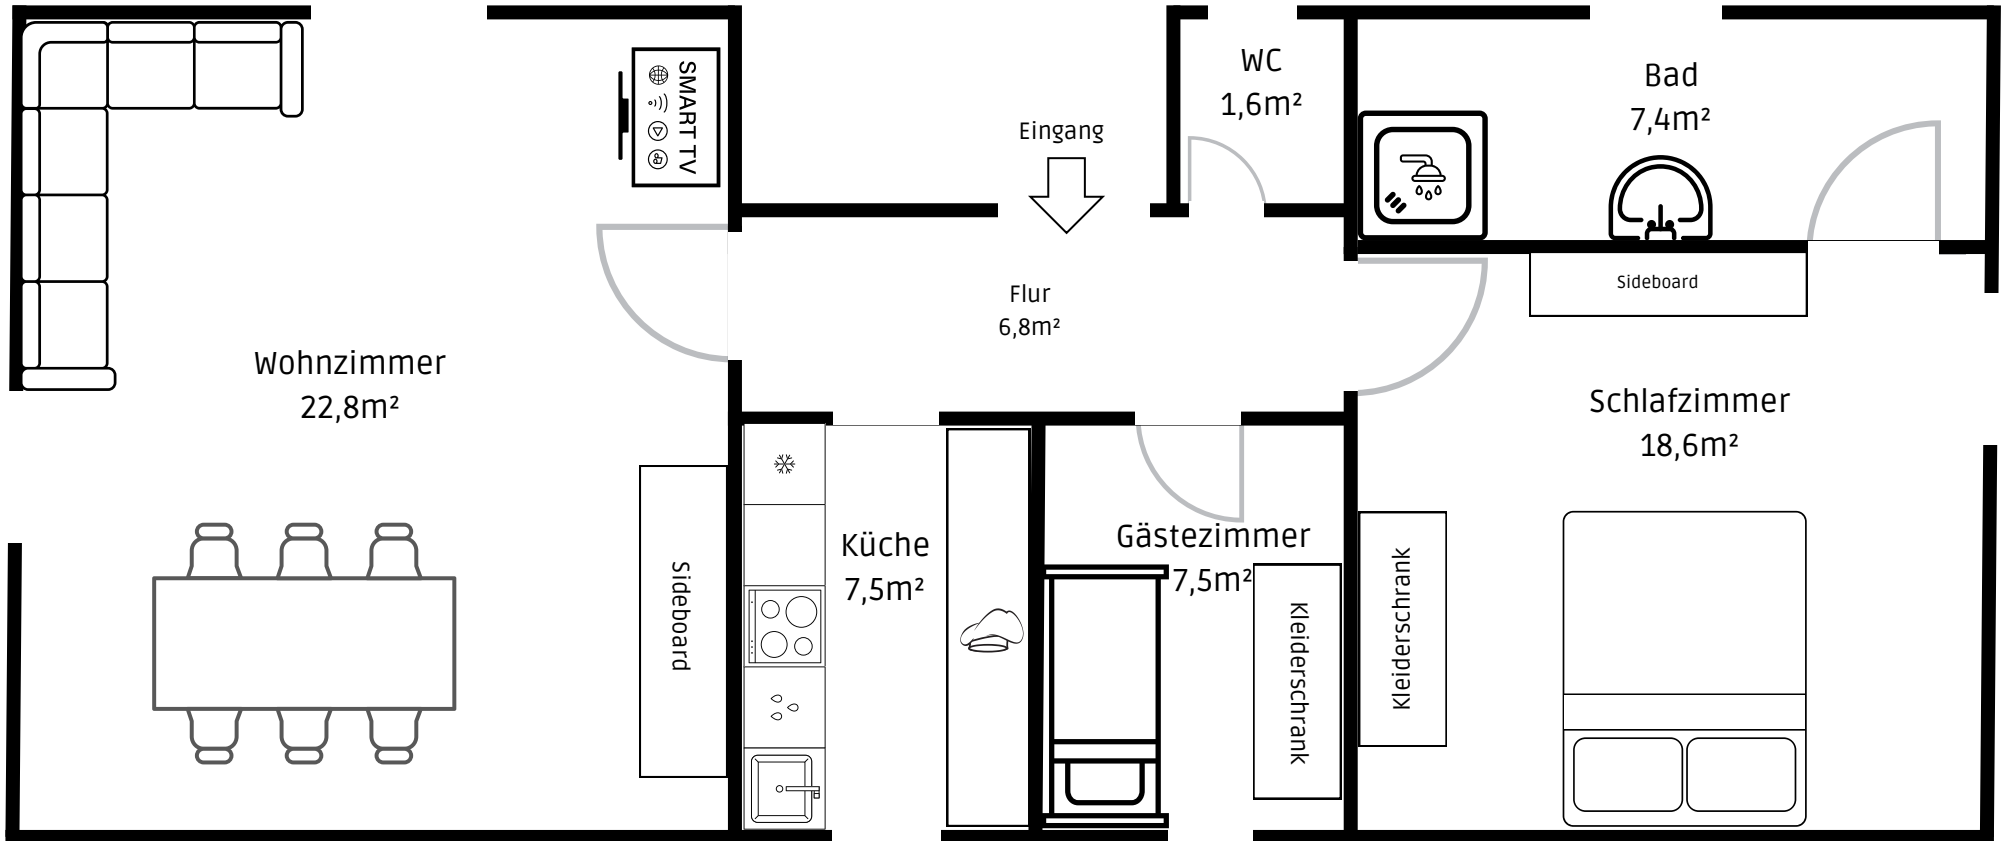 SMART TV
WC
1,6m²
Bad
7,4m²
Eingang
Flur
6,8m²
Sideboard
Wohnzimmer
22,8m²
Schlafzimmer
18,6m²
Sideboard
Küche
7,5m²
Gästezimmer
7,5m²
Kleiderschrank
Kleiderschrank